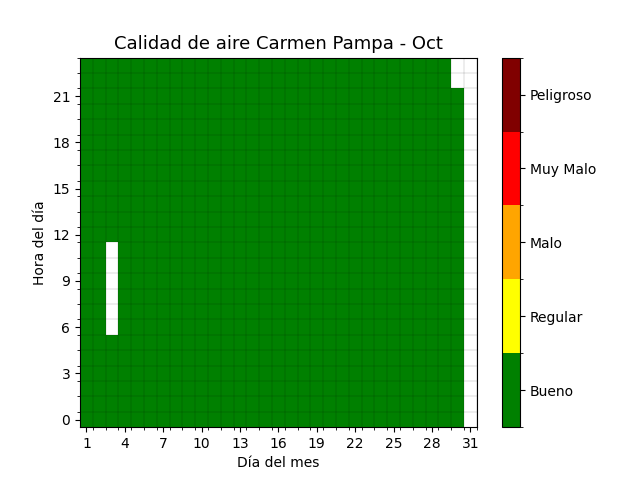 Calidad de aire Carmen Pampa - Oct
Hora del día
21
18
15
12
9
6
3
0
1 4 7 10 13 16 19 22 25 28 31
Día del mes
Peligroso
Muy Malo
Malo
Regular
Bueno